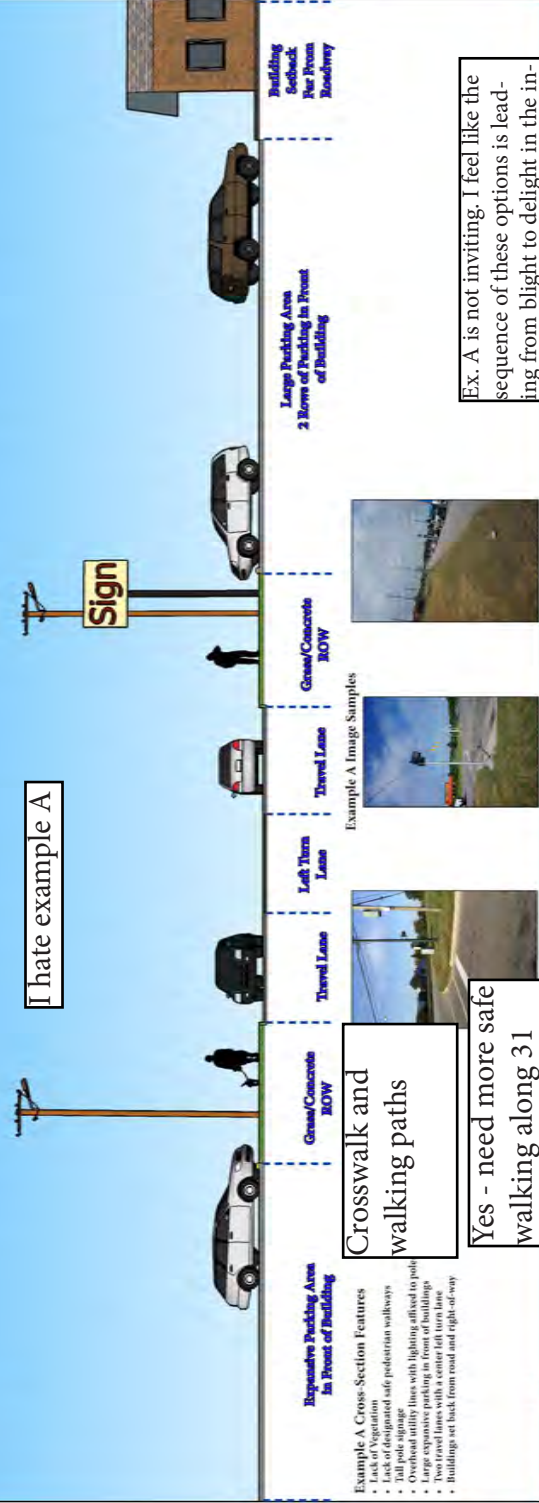 I hate example A
Sign
Expansive Parking Area
in Front of Building
Grass/Concrete
ROW
Travel Lane
Left Turn
Lane
Travel Lane
Grass/Concrete
ROW
Large Parking Area
2 Rows of Parking in Front
of Building
Building
Setback
Far From
Roadway
Example A Cross-Section Features
• Lack of Vegetation
• Lack of designated safe pedestrian walkways
• Tall pole signage
• Overhead utility lines with lighting affixed to pole
• Large expansive parking in front of buildings
• Two travel lanes with a center left turn lane
• Buildings set back from road and right-of-way
Crosswalk and
walking paths
Yes - need more safe
walking along 31
Example A Image Samples
Ex. A is not inviting. I feel like the
sequence of these options is lead-
ing from blight to delight in the in-